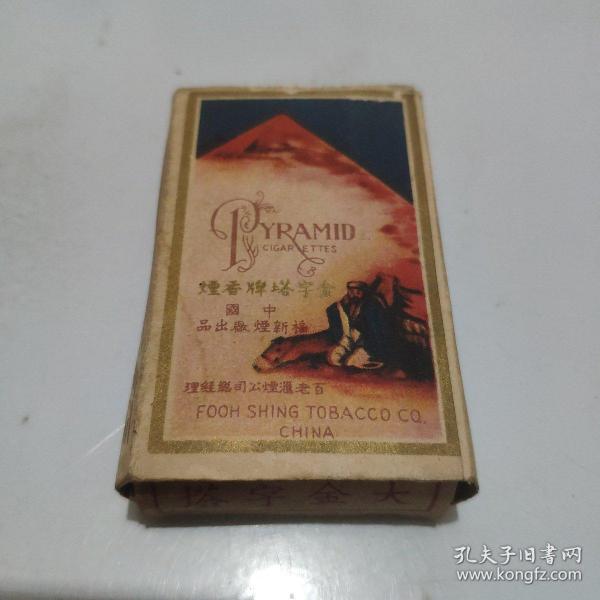 PYRAMID
CIGARETTES
金字塔牌香煙
中國
福新煙廠出品
百老滙煙公司總經理
FOOH SHING TOBACCO CO.
CHINA
大金字塔
孔夫子旧书网
www.kongfz.com